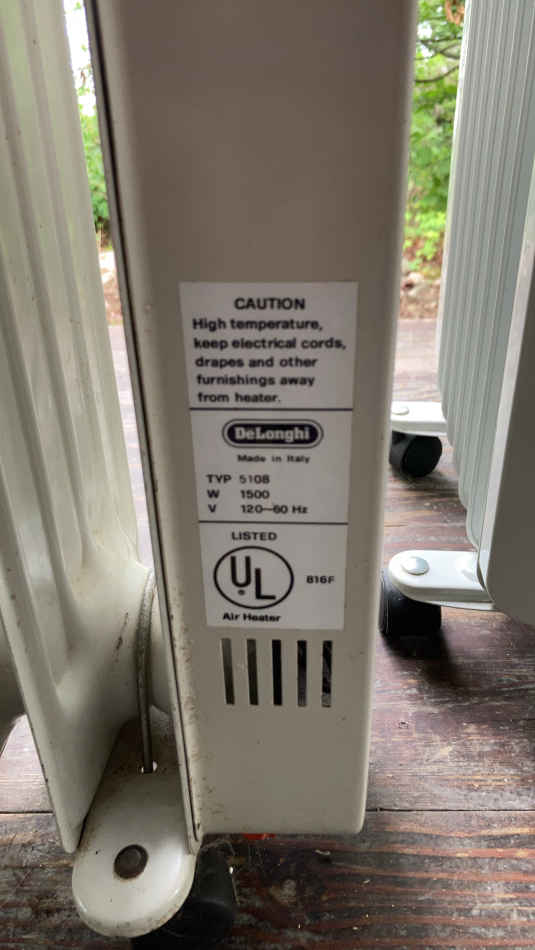 CAUTION
High temperature,
keep electrical cords,
drapes and other
furnishings away
from heater.
DeLonghi
Made in Italy
TYP 5108
W 1500
V 120-60 Hz
LISTED
UL
®
816F
Air Heater